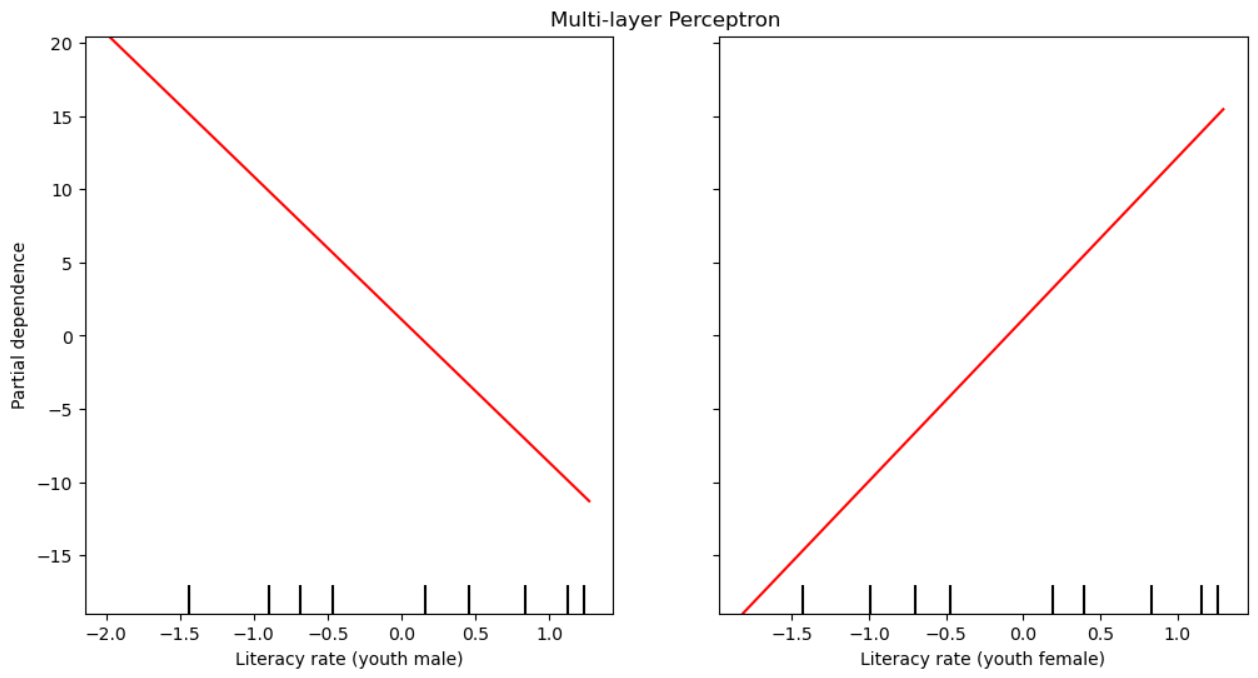 Multi-layer Perceptron
Partial dependence
20
15
10
5
0
−5
−10
−15
−2.0 −1.5 −1.0 −0.5 0.0 0.5 1.0
Literacy rate (youth male)
−1.5 −1.0 −0.5 0.0 0.5 1.0
Literacy rate (youth female)